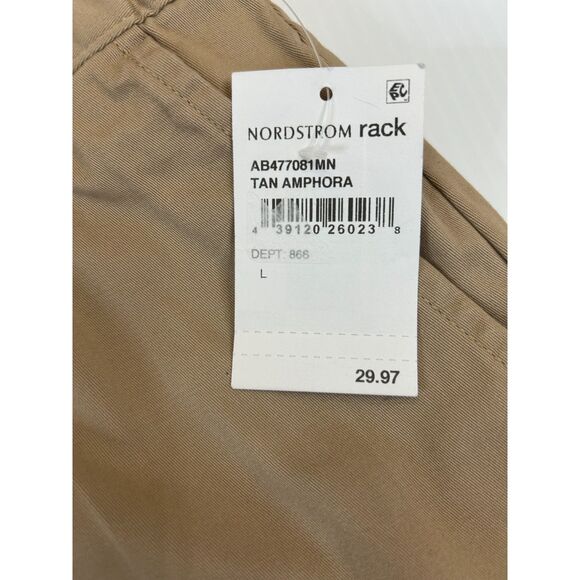 NORDSTROM rack
AB477081MN
TAN AMPHORA
4 39120 26023 8
DEPT: 866
L
29.97